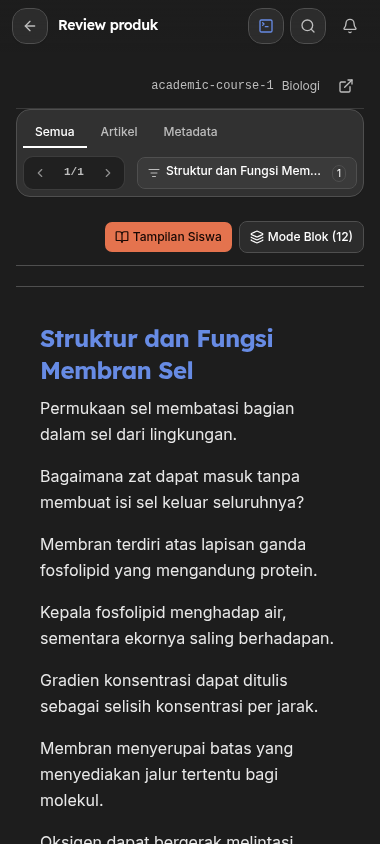 Review produk
academic-course-1 Biologi
Semua Artikel Metadata
1/1 Struktur dan Fungsi Mem... 1
Tampilan Siswa Mode Blok (12)
Struktur dan Fungsi
Membran Sel
Permukaan sel membatasi bagian
dalam sel dari lingkungan.
Bagaimana zat dapat masuk tanpa
membuat isi sel keluar seluruhnya?
Membran terdiri atas lapisan ganda
fosfolipid yang mengandung protein.
Kepala fosfolipid menghadap air,
sementara ekornya saling berhadapan.
Gradien konsentrasi dapat ditulis
sebagai selisih konsentrasi per jarak.
Membran menyerupai batas yang
menyediakan jalur tertentu bagi
molekul.
Oksigen dapat bergerak melintasi